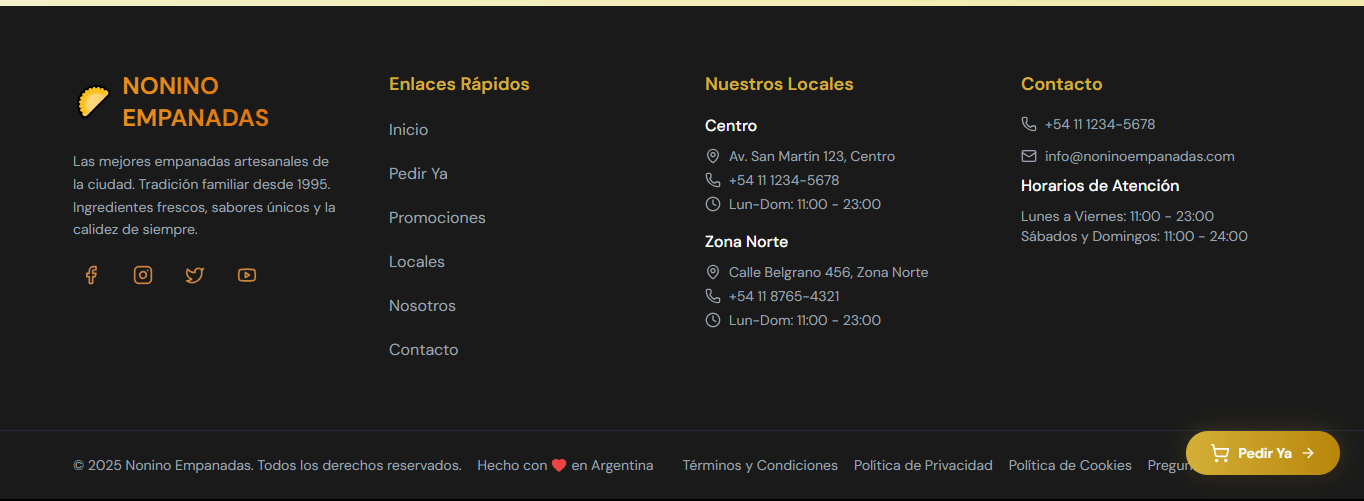 NONINO
EMPANADAS
Las mejores empanadas artesanales de
la ciudad. Tradición familiar desde 1995.
Ingredientes frescos, sabores únicos y la
calidez de siempre.
Enlaces Rápidos
Inicio
Pedir Ya
Promociones
Locales
Nosotros
Contacto
Nuestros Locales
Centro
Av. San Martín 123, Centro
+54 11 1234-5678
Lun-Dom: 11:00 - 23:00
Zona Norte
Calle Belgrano 456, Zona Norte
+54 11 8765-4321
Lun-Dom: 11:00 - 23:00
Contacto
+54 11 1234-5678
info@noninoempanadas.com
Horarios de Atención
Lunes a Viernes: 11:00 - 23:00
Sábados y Domingos: 11:00 - 24:00
© 2025 Nonino Empanadas. Todos los derechos reservados. Hecho con ❤️ en Argentina Términos y Condiciones Política de Privacidad Política de Cookies
Pedir Ya →